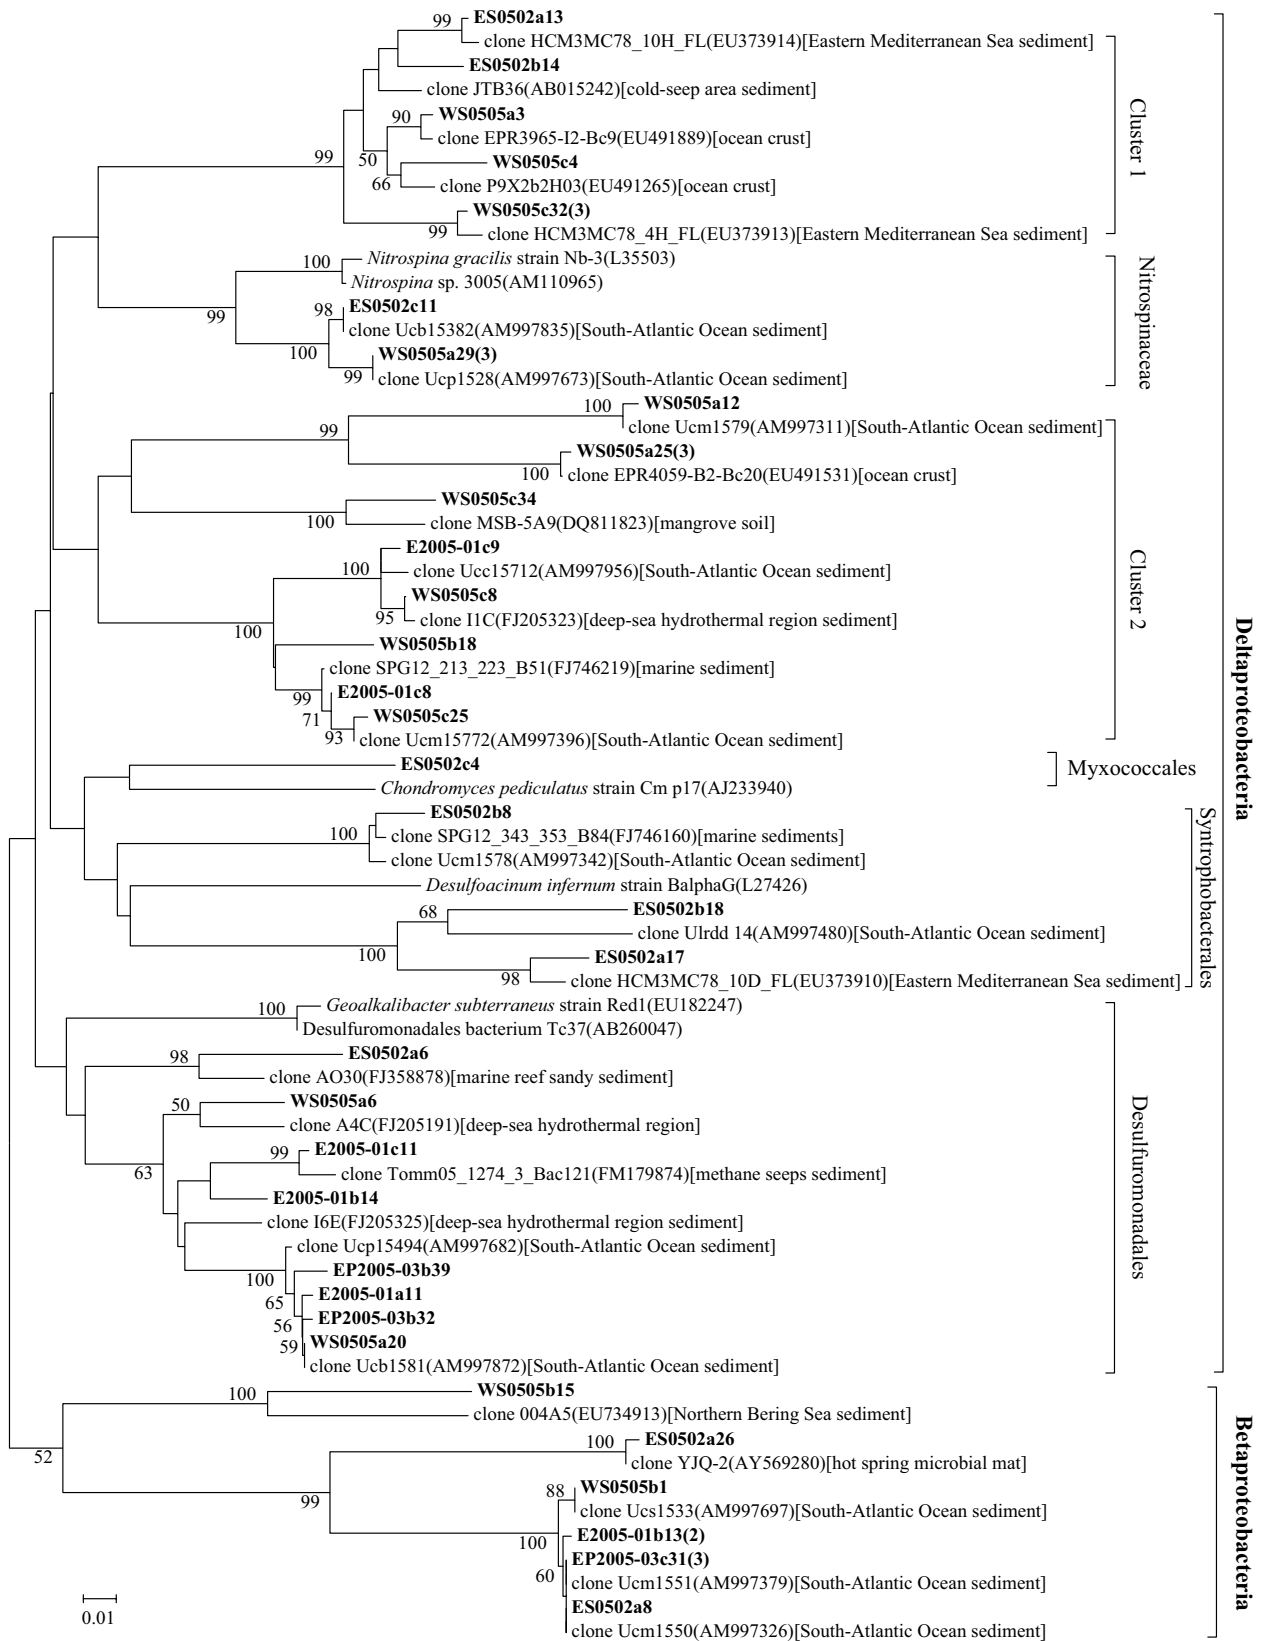 99
ES0502a13
clone HCM3MC78_10H_FL(EU373914)[Eastern Mediterranean Sea sediment]
ES0502b14
clone JTB36(AB015242)[cold-seep area sediment]
90
WS0505a3
clone EPR3965-I2-Bc9(EU491889)[ocean crust]
99
50
WS0505c4
66
clone P9X2b2H03(EU491265)[ocean crust]
WS0505c32(3)
99
clone HCM3MC78_4H_FL(EU373913)[Eastern Mediterranean Sea sediment]
Cluster 1
100
Nitrospina gracilis strain Nb-3(L35503)
Nitrospina sp. 3005(AM110965)
99
98
ES0502c11
clone Ucb15382(AM997835)[South-Atlantic Ocean sediment]
100
WS0505a29(3)
99
clone Ucp1528(AM997673)[South-Atlantic Ocean sediment]
Nitrospinaceae
100
WS0505a12
clone Ucm1579(AM997311)[South-Atlantic Ocean sediment]
99
WS0505a25(3)
100
clone EPR4059-B2-Bc20(EU491531)[ocean crust]
WS0505c34
100
clone MSB-5A9(DQ811823)[mangrove soil]
E2005-01c9
100
clone Ucc15712(AM997956)[South-Atlantic Ocean sediment]
WS0505c8
95
clone I1C(FJ205323)[deep-sea hydrothermal region sediment]
100
WS0505b18
clone SPG12_213_223_B51(FJ746219)[marine sediment]
99
E2005-01c8
71
WS0505c25
93
clone Ucm15772(AM997396)[South-Atlantic Ocean sediment]
Cluster 2
ES0502c4
Chondromyces pediculatus strain Cm p17(AJ233940)
Myxococcales
ES0502b8
100
clone SPG12_343_353_B84(FJ746160)[marine sediments]
clone Ucm1578(AM997342)[South-Atlantic Ocean sediment]
Desulfoacinum infernum strain BalphaG(L27426)
68
ES0502b18
clone Ulrdd 14(AM997480)[South-Atlantic Ocean sediment]
100
ES0502a17
98
clone HCM3MC78_10D_FL(EU373910)[Eastern Mediterranean Sea sediment]
Syntrophobacterales
100
Geoalkalibacter subterraneus strain Red1(EU182247)
Desulfuromonadales bacterium Tc37(AB260047)
98
ES0502a6
clone AO30(FJ358878)[marine reef sandy sediment]
50
WS0505a6
clone A4C(FJ205191)[deep-sea hydrothermal region]
63
99
E2005-01c11
clone Tomm05_1274_3_Bac121(FM179874)[methane seeps sediment]
E2005-01b14
clone I6E(FJ205325)[deep-sea hydrothermal region sediment]
clone Ucp15494(AM997682)[South-Atlantic Ocean sediment]
100
EP2005-03b39
65
E2005-01a11
56
EP2005-03b32
59
WS0505a20
clone Ucb1581(AM997872)[South-Atlantic Ocean sediment]
Desulfuromonadales
Deltaproteobacteria
100
WS0505b15
clone 004A5(EU734913)[Northern Bering Sea sediment]
52
100
ES0502a26
clone YJQ-2(AY569280)[hot spring microbial mat]
99
88
WS0505b1
clone Ucs1533(AM997697)[South-Atlantic Ocean sediment]
100
E2005-01b13(2)
EP2005-03c31(3)
60
clone Ucm1551(AM997379)[South-Atlantic Ocean sediment]
ES0502a8
clone Ucm1550(AM997326)[South-Atlantic Ocean sediment]
Betaproteobacteria
0.01